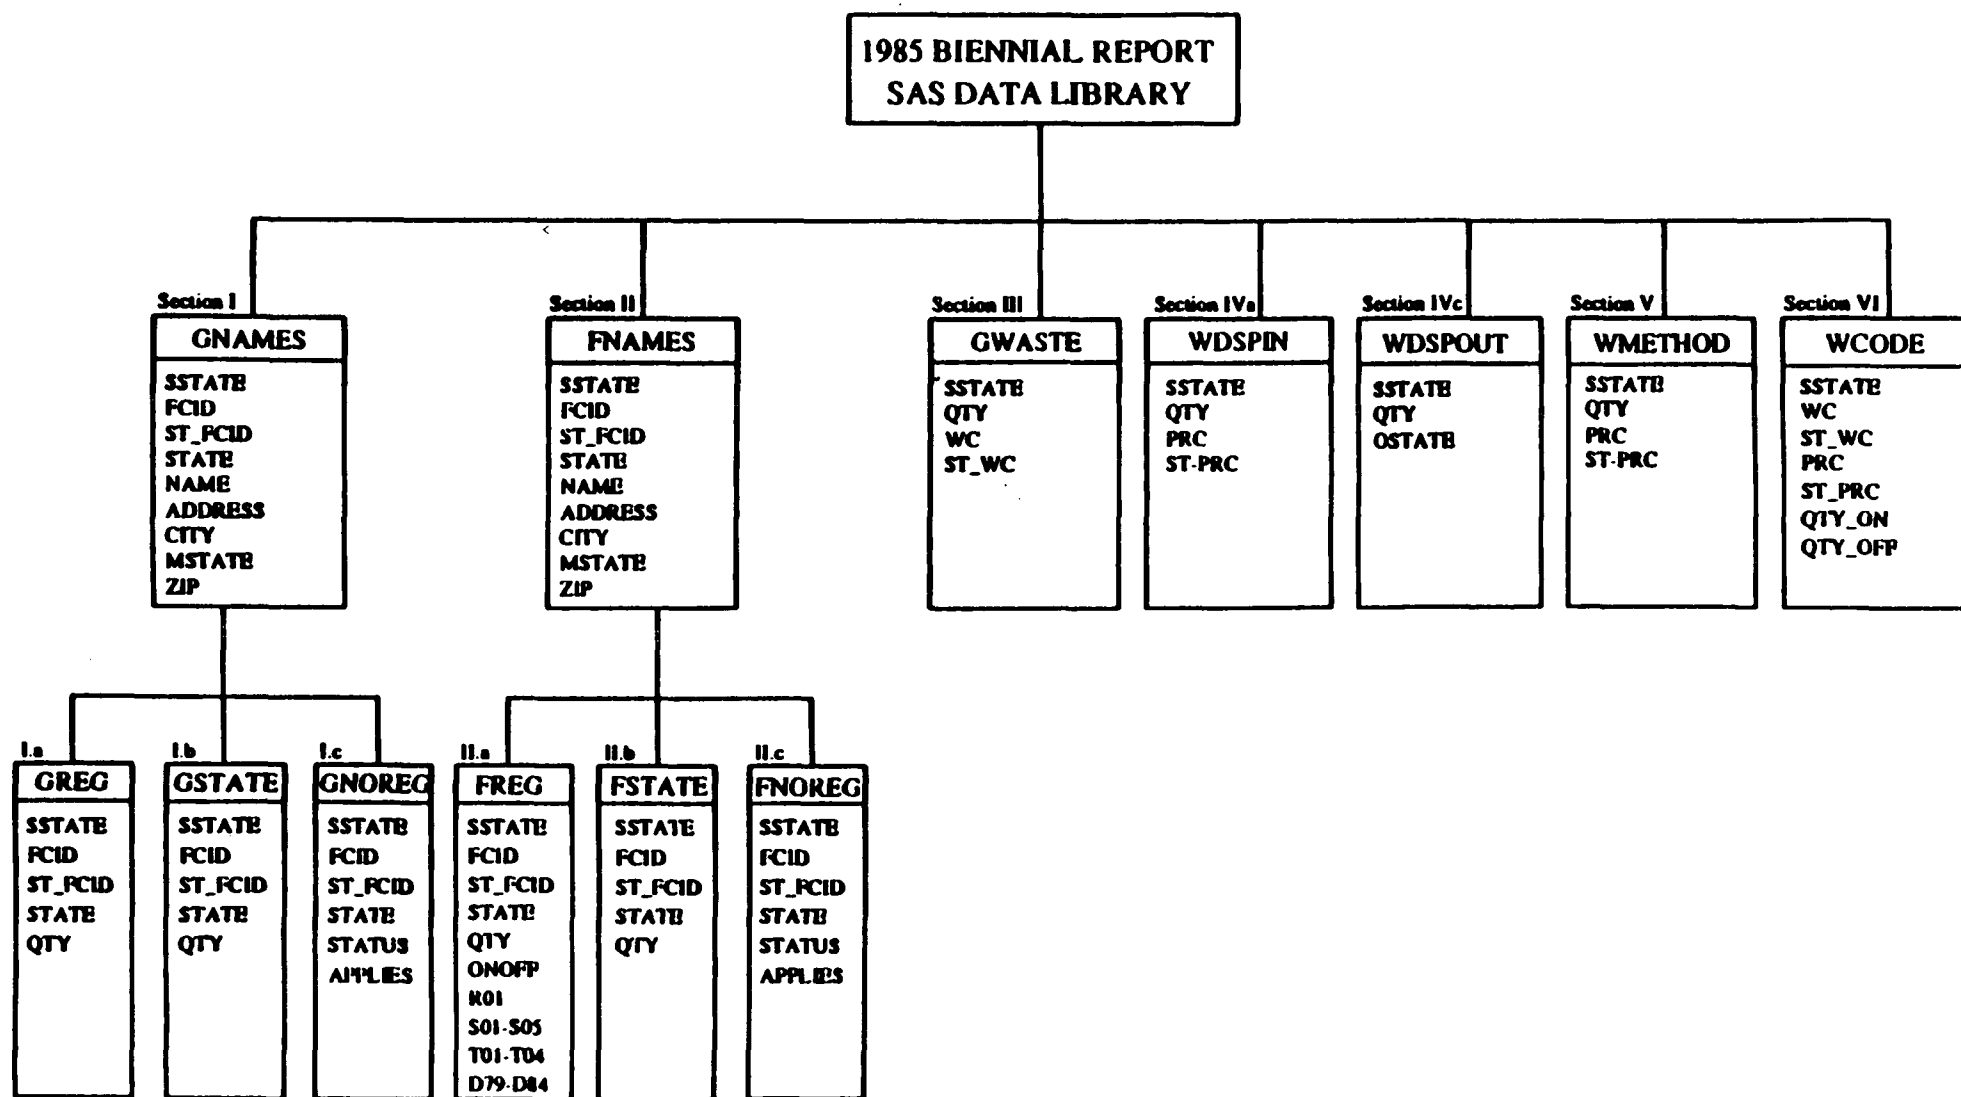 1985 BIENNIAL REPORT
SAS DATA LIBRARY
Section I
GNAMES
SSTATE
FCID
ST_FCID
STATE
NAME
ADDRESS
CITY
MSTATE
ZIP
Section II
FNAMES
SSTATE
FCID
ST_FCID
STATE
NAME
ADDRESS
CITY
MSTATE
ZIP
Section III
GWASTE
SSTATE
QTY
WC
ST_WC
Section IVa
WDSPIN
SSTATE
QTY
PRC
ST-PRC
Section IVc
WDSPOUT
SSTATE
QTY
OSTATE
Section V
WMETHOD
SSTATE
QTY
PRC
ST-PRC
Section VI
WCODE
SSTATE
WC
ST_WC
PRC
ST_PRC
QTY_ON
QTY_OFF
I.a
GREG
SSTATE
FCID
ST_FCID
STATE
QTY
I.b
GSTATE
SSTATE
FCID
ST_FCID
STATE
QTY
I.c
GNOREG
SSTATE
FCID
ST_FCID
STATE
STATUS
APPLIES
II.a
FREG
SSTATE
FCID
ST_FCID
STATE
QTY
ONOFF
R01
S01-S05
T01-T04
D79-D84
II.b
FSTATE
SSTATE
FCID
ST_FCID
STATE
QTY
II.c
FNOREG
SSTATE
FCID
ST_FCID
STATE
STATUS
APPLIES